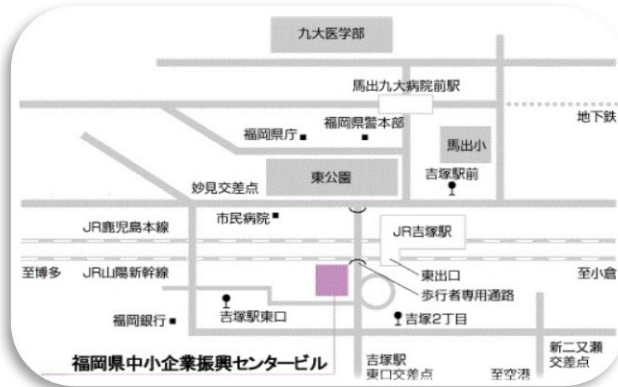 九大医学部
馬出九大病院前駅
地下鉄
福岡県警本部
福岡県庁
馬出小
東公園
吉塚駅前
妙見交差点
市民病院
JR鹿児島本線
JR吉塚駅
至博多
JR山陽新幹線
東出口
至小倉
歩行者専用通路
吉塚駅東口
福岡銀行
吉塚2丁目
新二又瀬
交差点
福岡県中小企業振興センタービル
吉塚駅
東口交差点
至空港